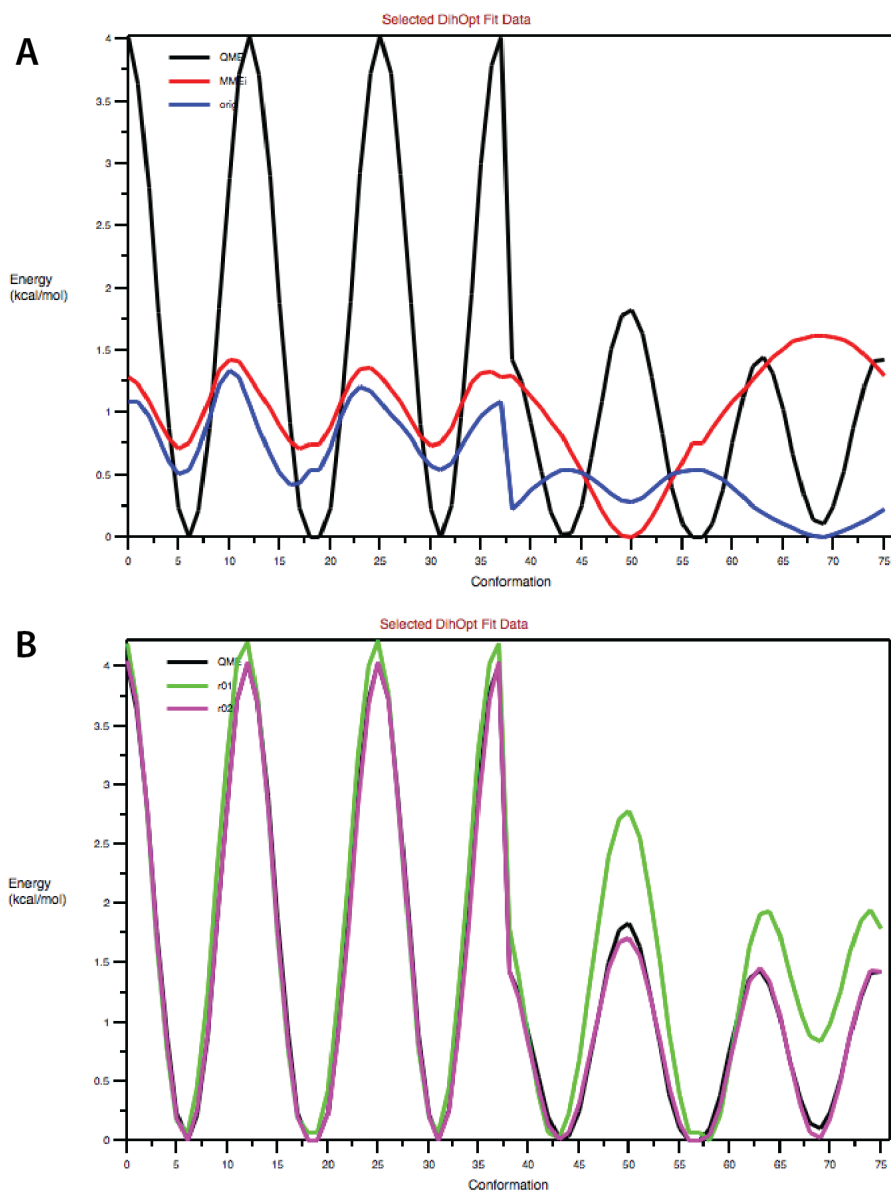 Selected DihOpt Fit Data
A
QME
MMEi
orig
4
3.5
3
2.5
2
1.5
1
0.5
0
Energy
(kcal/mol)
0 5 10 15 20 25 30 35 40 45 50 55 60 65 70 75
Conformation
Selected DihOpt Fit Data
B
QME
r01
r02
4
3.5
3
2.5
2
1.5
1
0.5
0
Energy
(kcal/mol)
0 5 10 15 20 25 30 35 40 45 50 55 60 65 70 75
Conformation